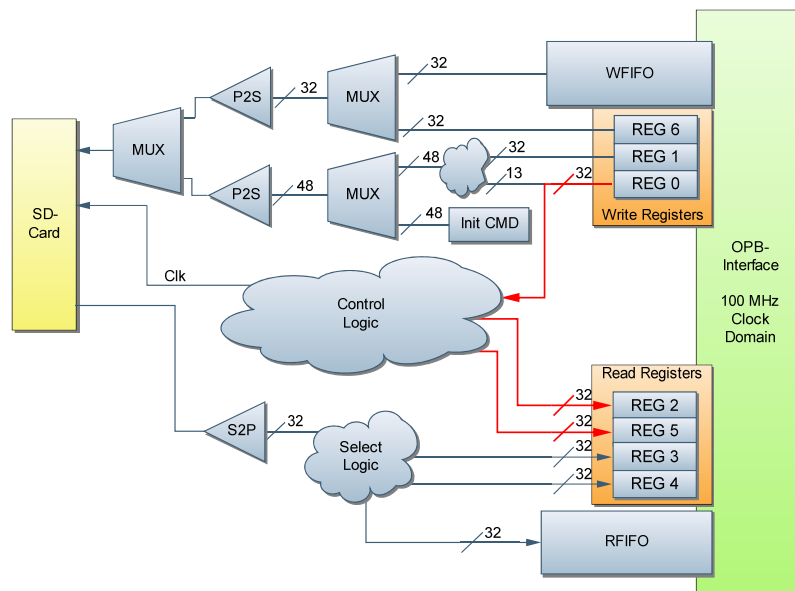 WFIFO
32
32
P2S
MUX
32
REG 6
MUX
48
32
REG 1
13
32
REG 0
P2S
48
MUX
48
Init CMD
Write Registers
SD-
Card
Clk
Control
Logic
OPB-
Interface
100 MHz
Clock
Domain
Read Registers
32
REG 2
S2P
32
32
REG 5
Select
Logic
32
REG 3
32
REG 4
32
RFIFO